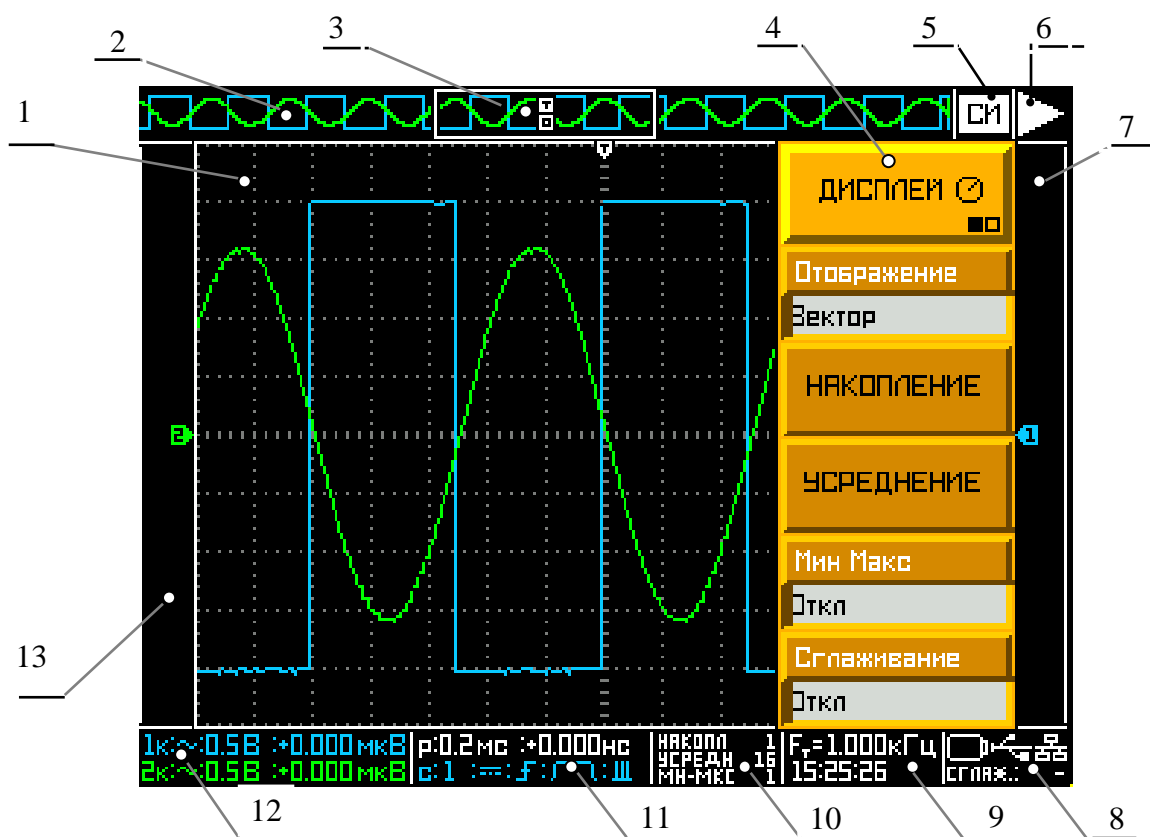 2
3
4
5
6
СИ
1
7
T
ДИСПЛЕЙ
Отображение
Вектор
НАКОПЛЕНИЕ
2
1
УСРЕДНЕНИЕ
Мин Макс
Откл
13
Сглаживание
Откл
1к:~:0.5В :+0.000мкВ
2к:~:0.5В :+0.000мкВ
р:0.2мс :+0.000нс
с:1
НАКОПЛ 1
УСРЕДН 16
МН-МКС 1
Fт=1.000кГц
15:25:26
СГЛАЖ.: -
12
11
10
9
8